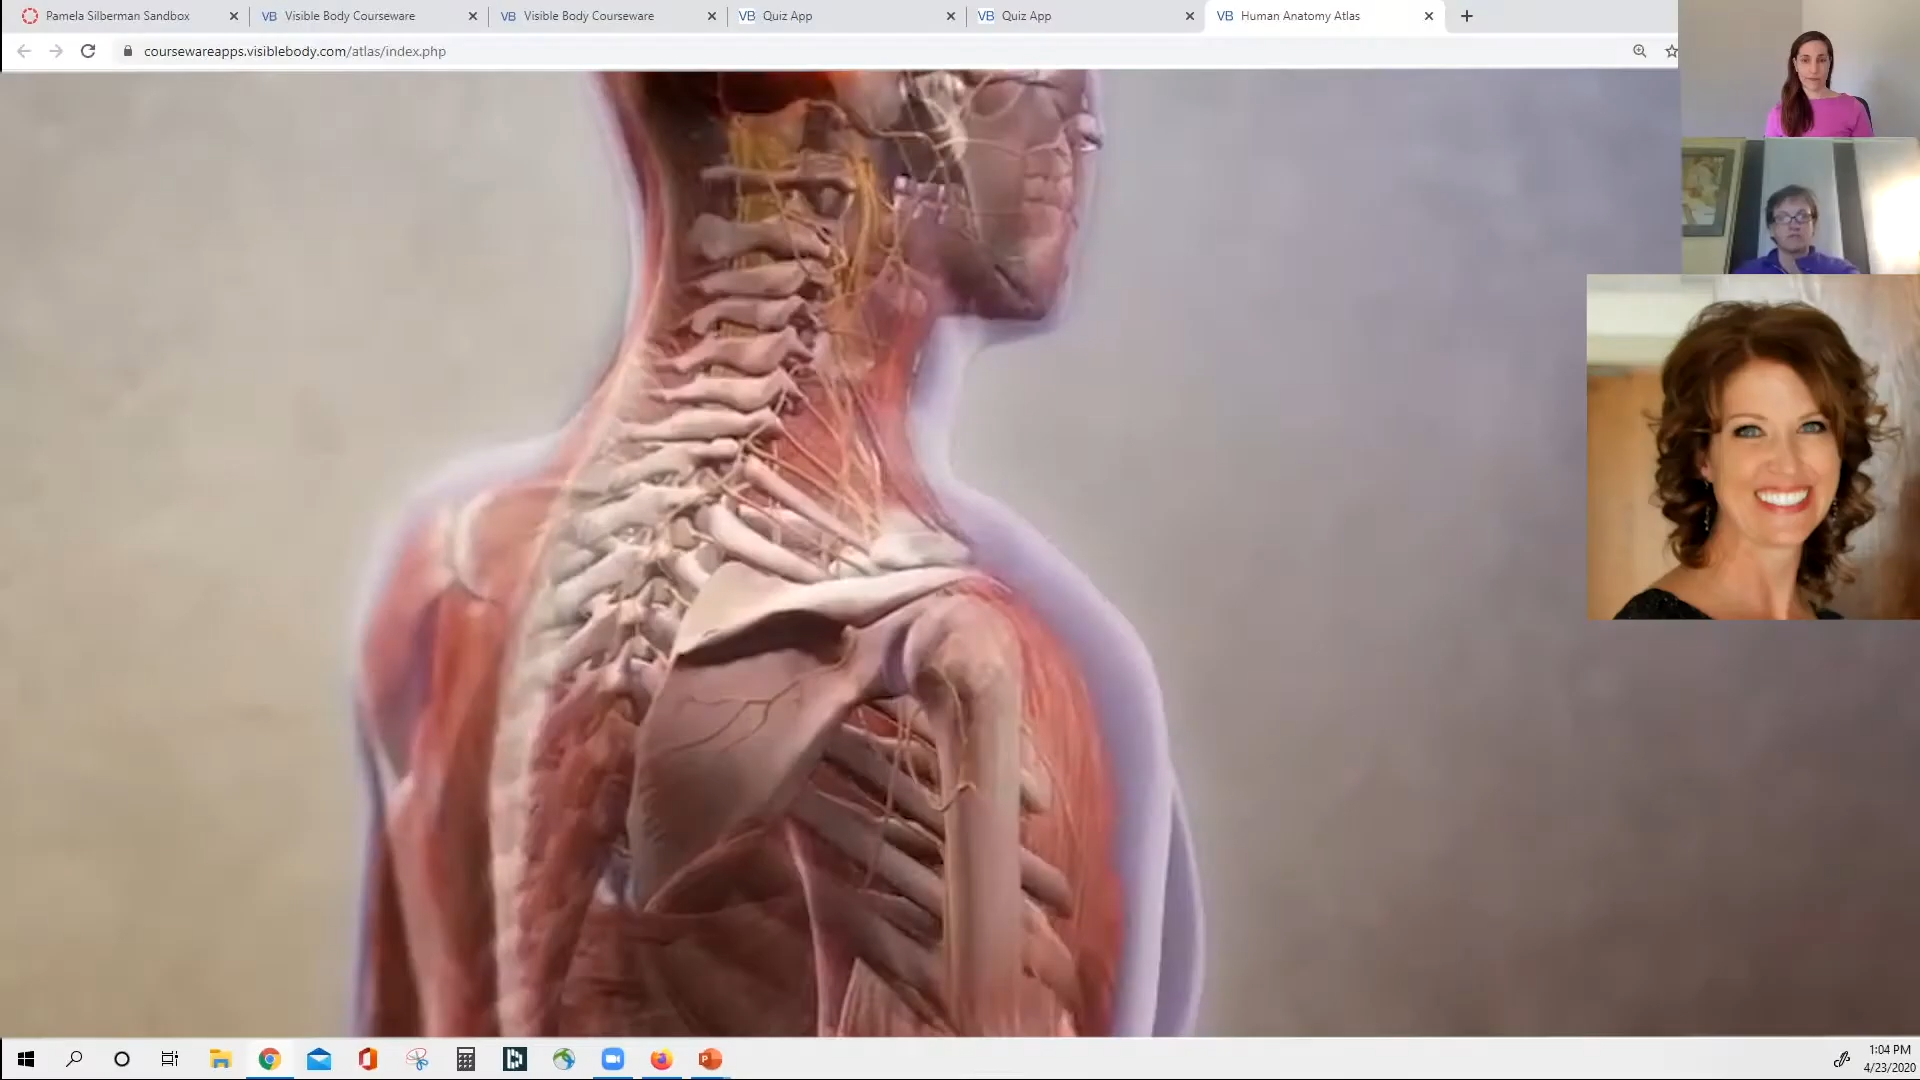 Pamela Silberman Sandbox
VB Visible Body Courseware
VB Visible Body Courseware
VB Quiz App
VB Quiz App
VB Human Anatomy Atlas
coursewareapps.visiblebody.com/atlas/index.php
1:04 PM
4/23/2020